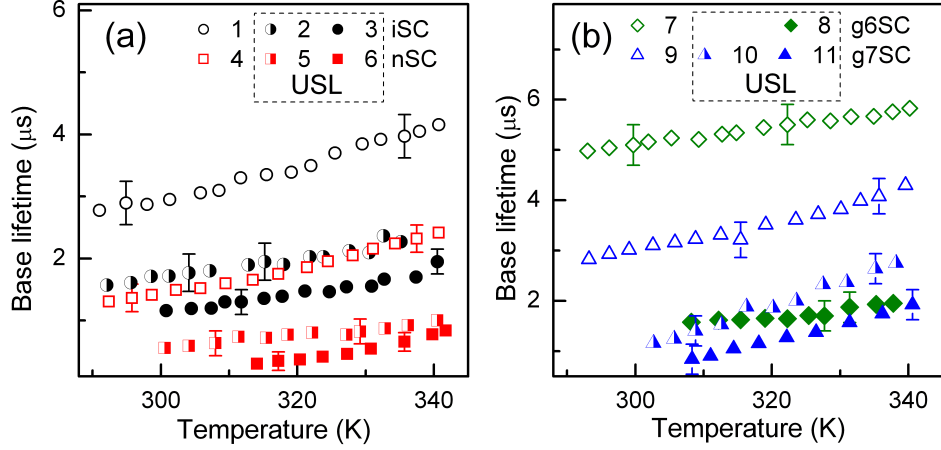 (a)
1 2 3 iSC
4 5 6 nSC
USL
6
4
2
Base lifetime (μs)
300 320 340
Temperature (K)
(b)
7 8 g6SC
9 10 11 g7SC
USL
6
4
2
Base lifetime (μs)
300 320 340
Temperature (K)